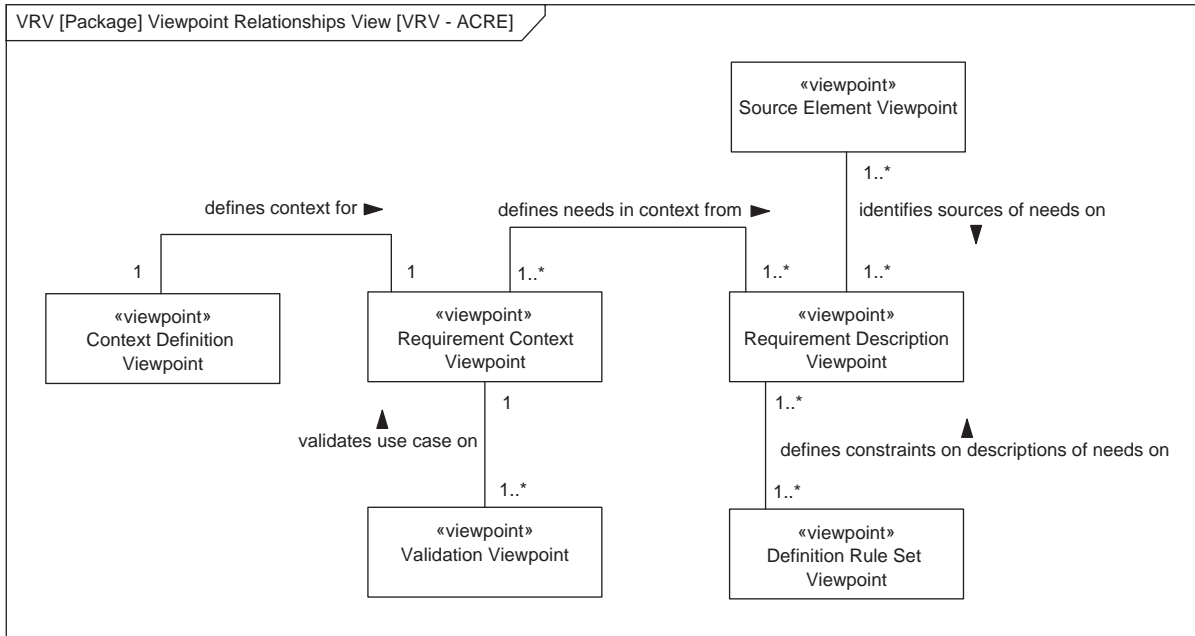 VRV [Package] Viewpoint Relationships View [VRV - ACRE]
«viewpoint»
Source Element Viewpoint
1..*
defines context for
defines needs in context from
identifies sources of needs on
1
1
1..*
1..*
1..*
«viewpoint»
Context Definition
Viewpoint
«viewpoint»
Requirement Context
Viewpoint
«viewpoint»
Requirement Description
Viewpoint
1
1..*
validates use case on
defines constraints on descriptions of needs on
1..*
1..*
«viewpoint»
Validation Viewpoint
«viewpoint»
Definition Rule Set
Viewpoint